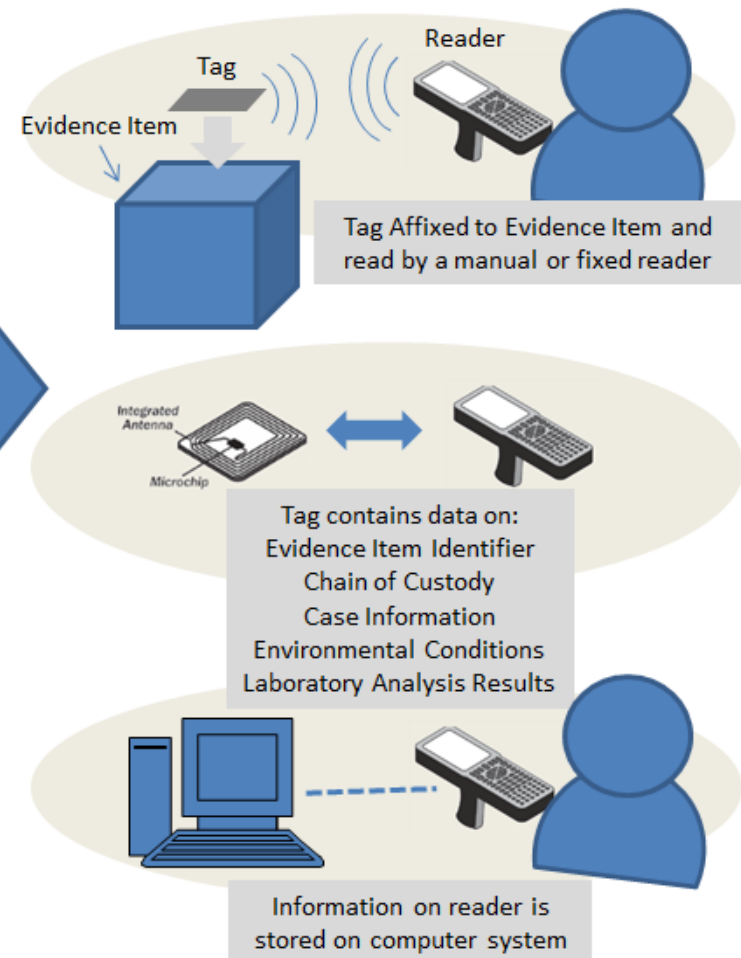 Reader
Tag
Evidence Item
Tag Affixed to Evidence Item and
read by a manual or fixed reader
Integrated
Antenna
Microchip
Tag contains data on:
Evidence Item Identifier
Chain of Custody
Case Information
Environmental Conditions
Laboratory Analysis Results
Information on reader is
stored on computer system